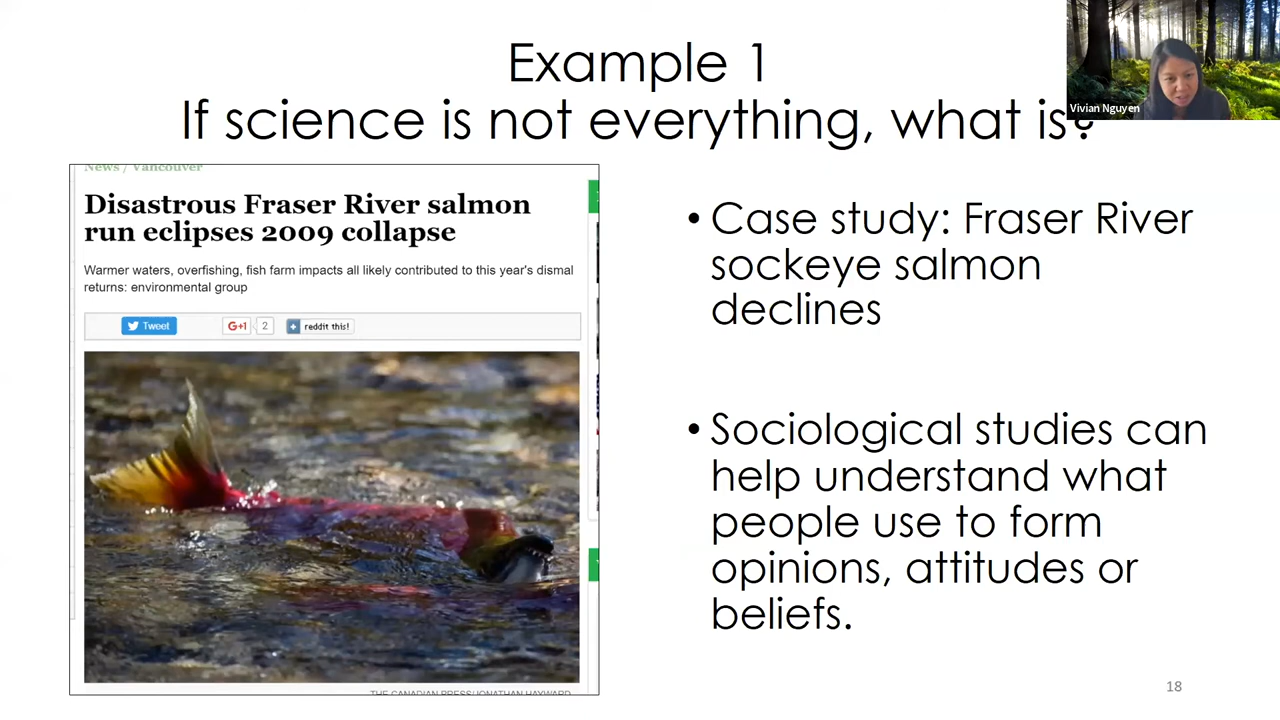 Example 1
If science is not everything, what is?
Vivian Nguyen
News / Vancouver
Disastrous Fraser River salmon
run eclipses 2009 collapse
Warmer waters, overfishing, fish farm impacts all likely contributed to this year's dismal
returns: environmental group
Tweet
G+1
2
reddit this!
THE CANADIAN PRESS/JONATHAN HAYWARD
• Case study: Fraser River
sockeye salmon
declines
• Sociological studies can
help understand what
people use to form
opinions, attitudes or
beliefs.
18